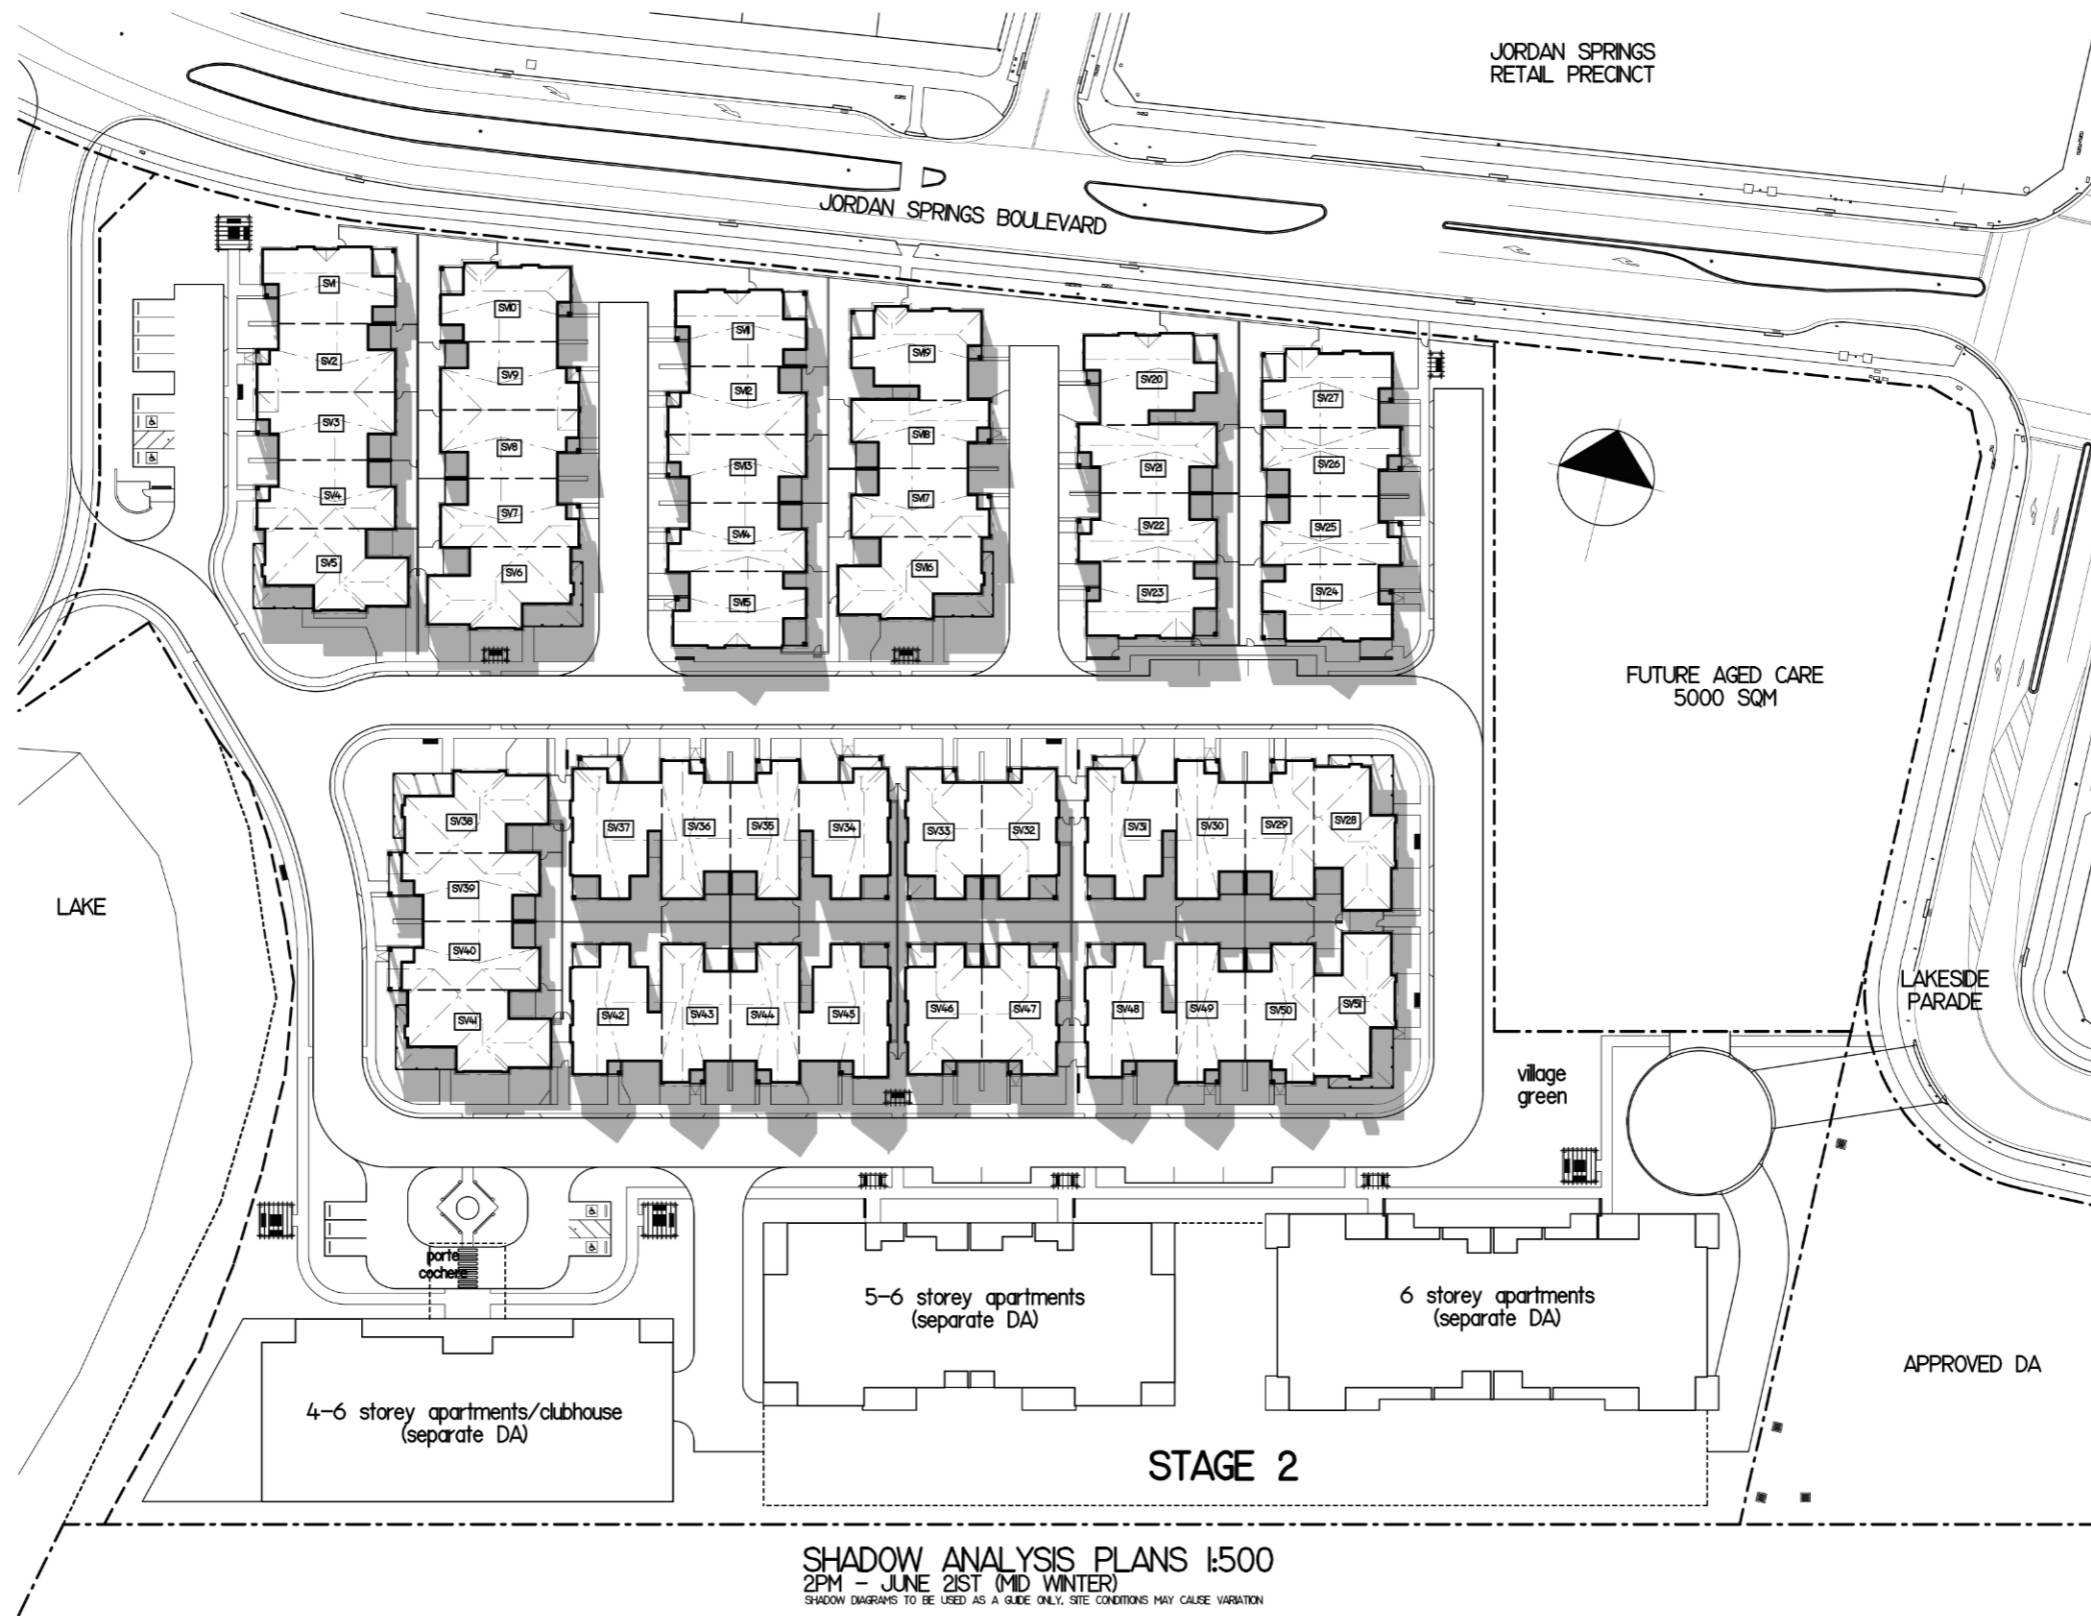 JORDAN SPRINGS
RETAIL PRECINCT
JORDAN SPRINGS BOULEVARD
SV1
SV10
SV11
SV19
SV20
SV27
SV2
SV9
SV12
SV18
SV21
SV26
SV3
SV8
SV13
SV17
SV22
SV25
SV4
SV7
SV14
SV16
SV23
SV24
SV5
SV6
SV15
FUTURE AGED CARE
5000 SQM
SV38
SV37
SV36
SV35
SV34
SV33
SV32
SV31
SV30
SV29
SV28
SV39
LAKE
SV40
SV41
SV42
SV43
SV44
SV45
SV46
SV47
SV48
SV49
SV50
SV51
LAKESIDE
PARADE
village
green
porte
cochere
5-6 storey apartments
(separate DA)
6 storey apartments
(separate DA)
APPROVED DA
4-6 storey apartments/clubhouse
(separate DA)
STAGE 2
SHADOW ANALYSIS PLANS 1:500
2PM - JUNE 21ST (MID WINTER)
SHADOW DIAGRAMS TO BE USED AS A GUIDE ONLY. SITE CONDITIONS MAY CAUSE VARIATION